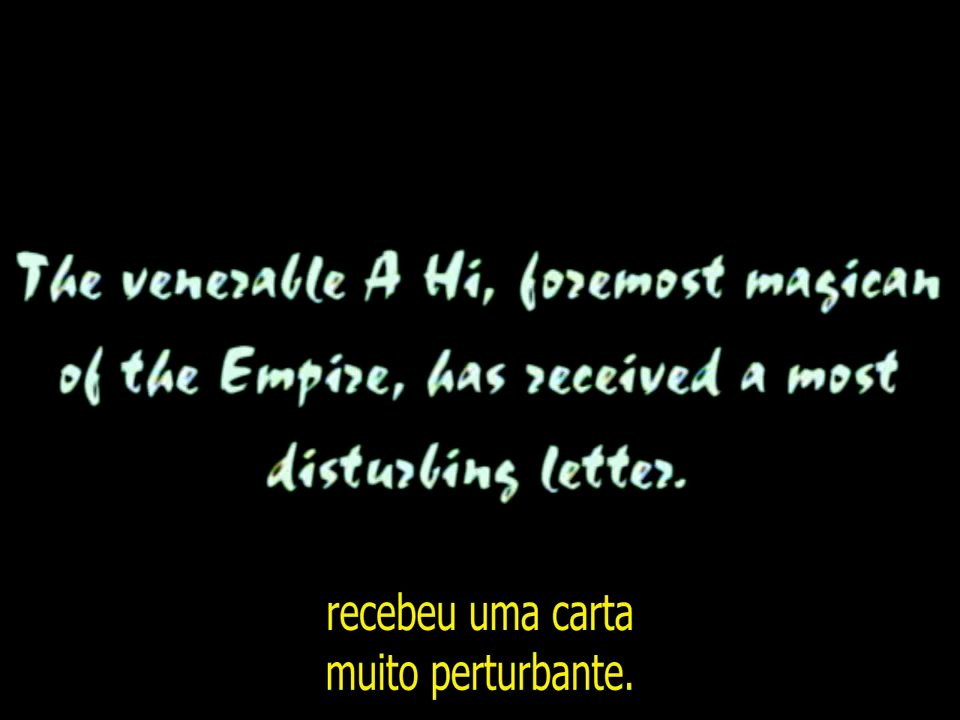 The venerable A Hi, foremost magican
of the Empire, has received a most
disturbing letter.
recebeu uma carta
muito perturbante.